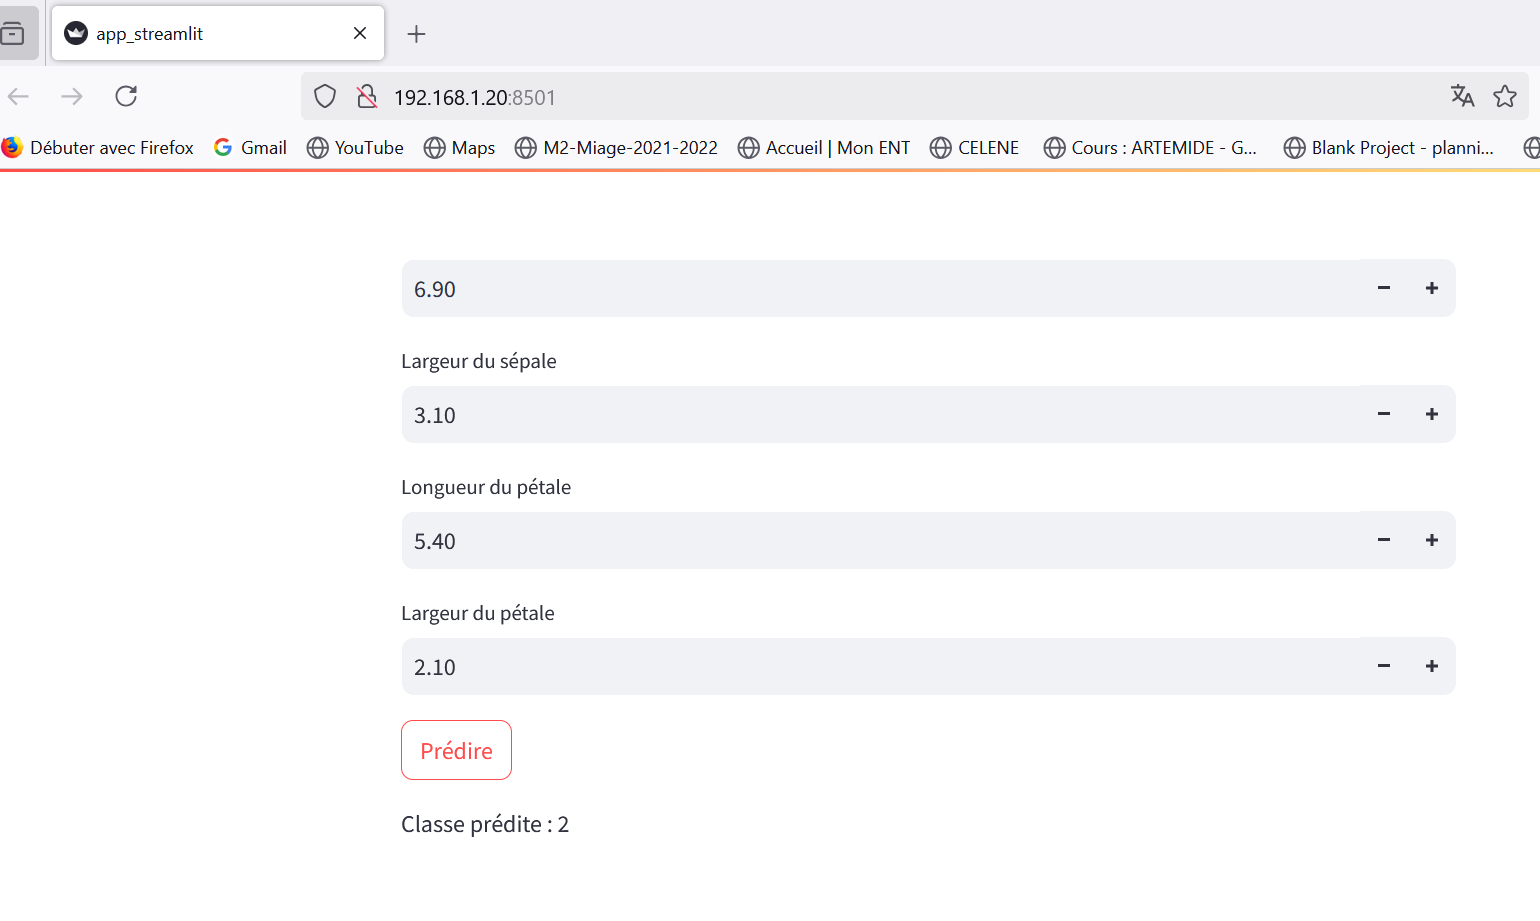 app_streamlit
192.168.1.20:8501
Débuter avec Firefox Gmail YouTube Maps M2-Miage-2021-2022 Accueil | Mon ENT CELENE Cours : ARTEMIDE - G... Blank Project - planni...
6.90
Largeur du sépale
3.10
Longueur du pétale
5.40
Largeur du pétale
2.10
Prédire
Classe prédite : 2